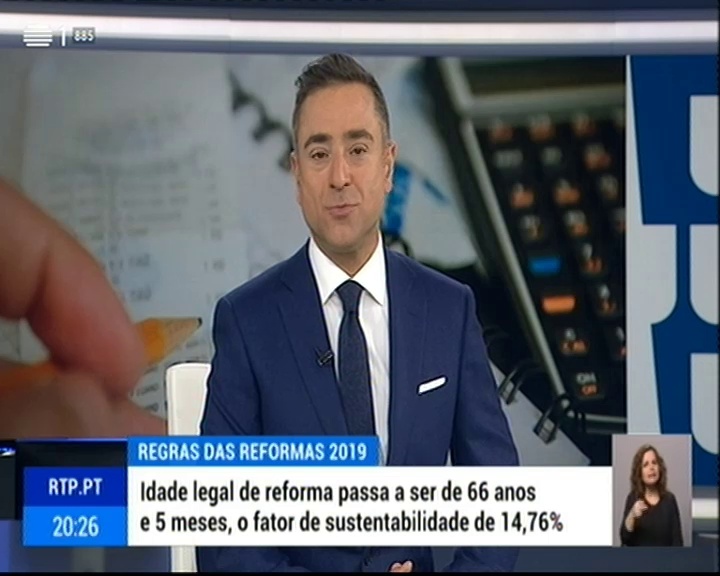 1
885
REGRAS DAS REFORMAS 2019
RTP.PT
Idade legal de reforma passa a ser de 66 anos
20:26
e 5 meses, o fator de sustentabilidade de 14,76%